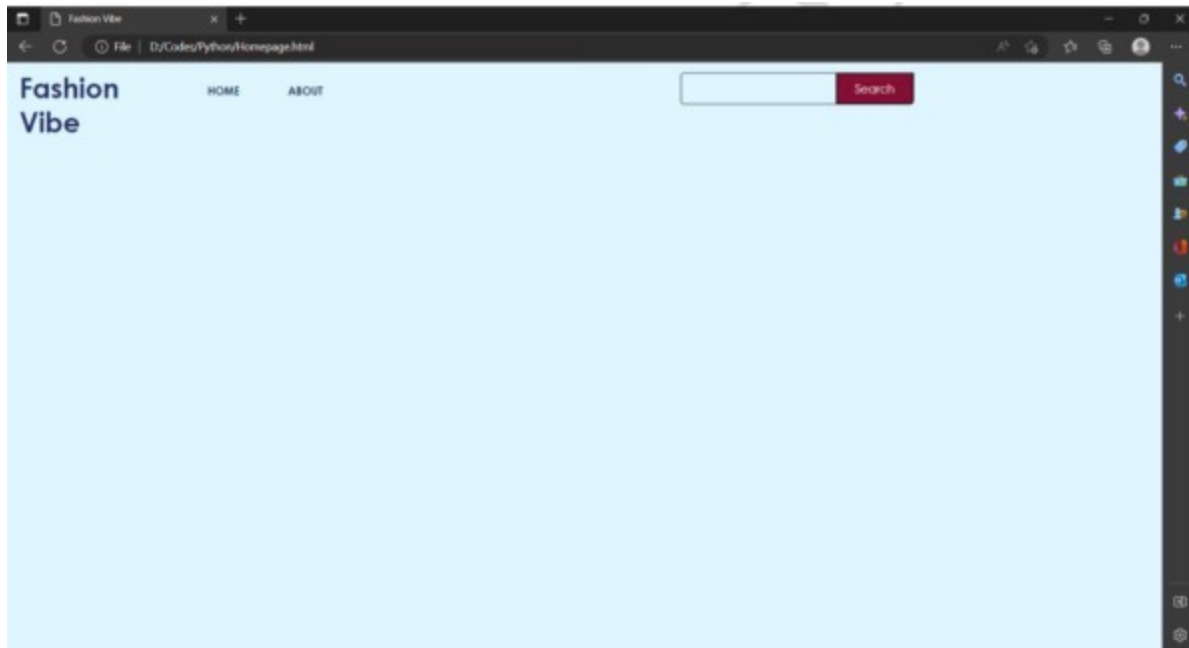 Fashion Vibe
File | D:/Codes/Python/Homepage.html
Fashion
Vibe
HOME ABOUT
Search